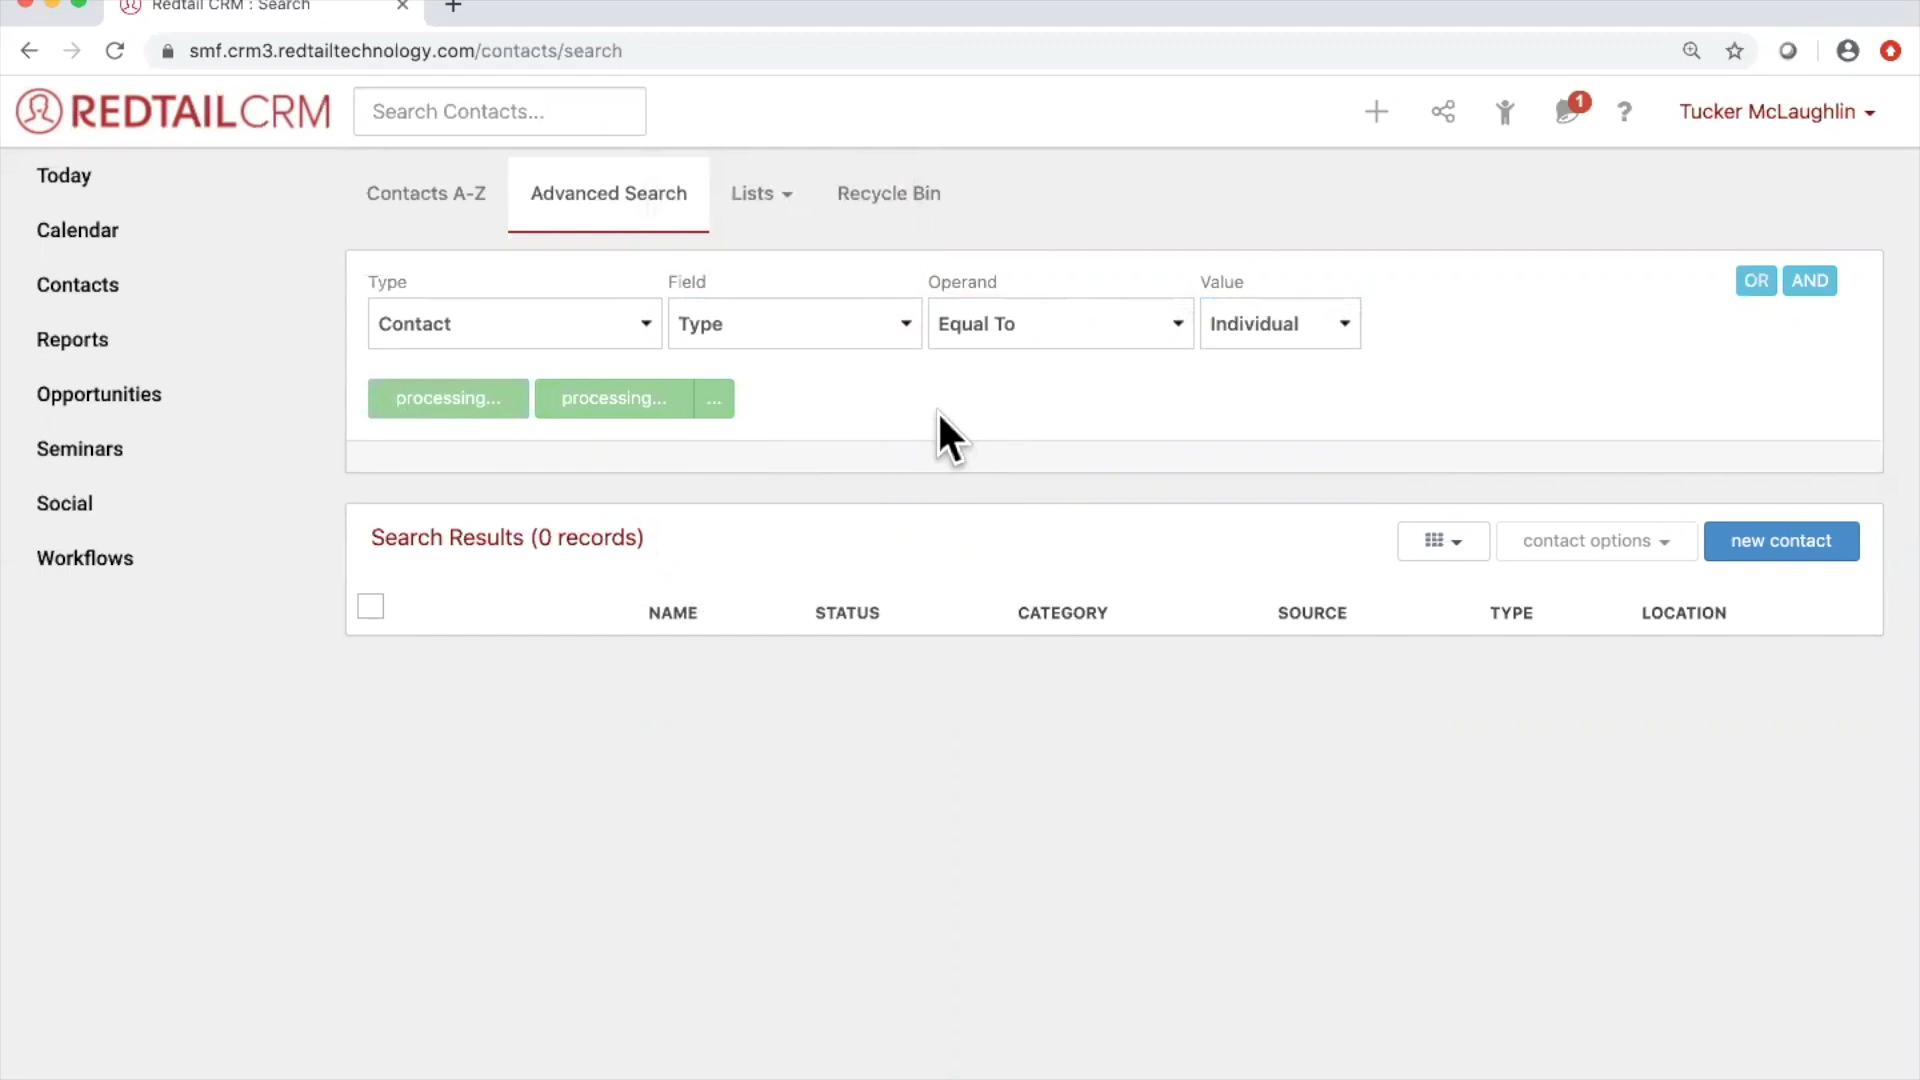 Redtail CRM : Search
smf.crm3.redtailtechnology.com/contacts/search
REDTAILCRM
Search Contacts...
1
?
Tucker McLaughlin
Today
Calendar
Contacts
Reports
Opportunities
Seminars
Social
Workflows
Contacts A-Z
Advanced Search
Lists
Recycle Bin
Type
Field
Operand
Value
OR
AND
Contact
Type
Equal To
Individual
processing...
processing...
...
Search Results (0 records)
contact options
new contact
NAME
STATUS
CATEGORY
SOURCE
TYPE
LOCATION